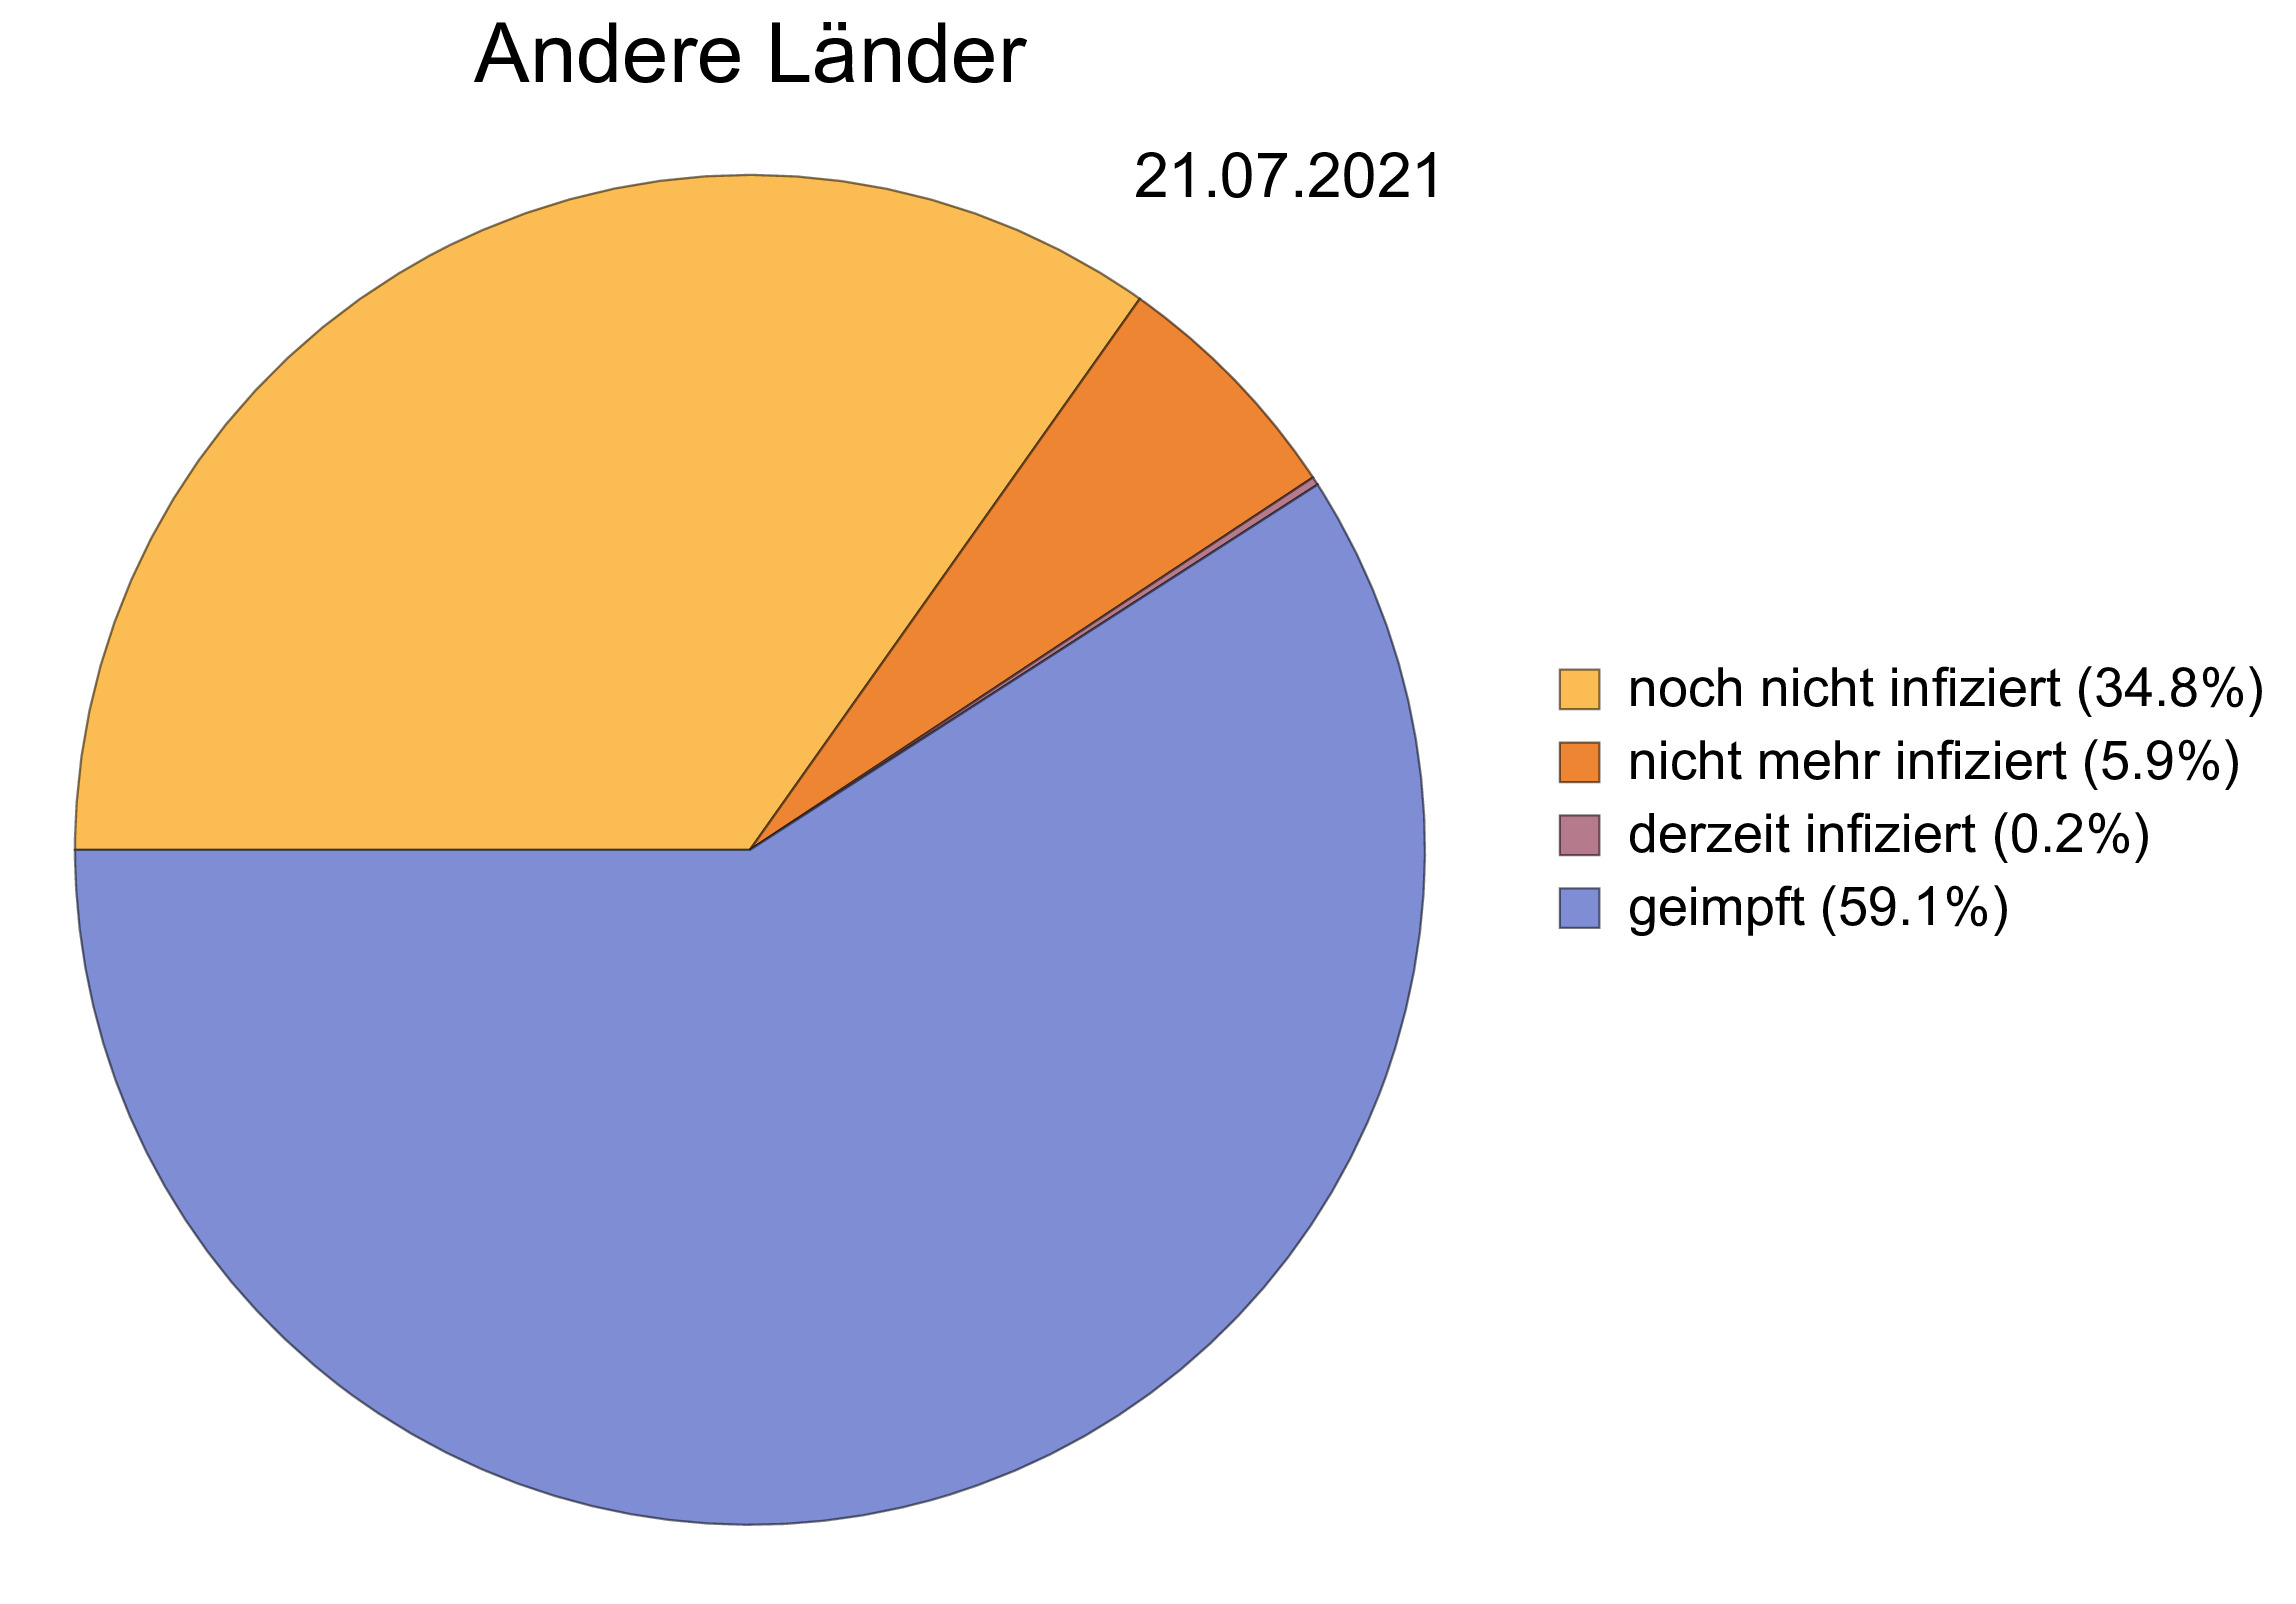 Andere Länder
21.07.2021
noch nicht infiziert (34.8%)
nicht mehr infiziert (5.9%)
derzeit infiziert (0.2%)
geimpft (59.1%)